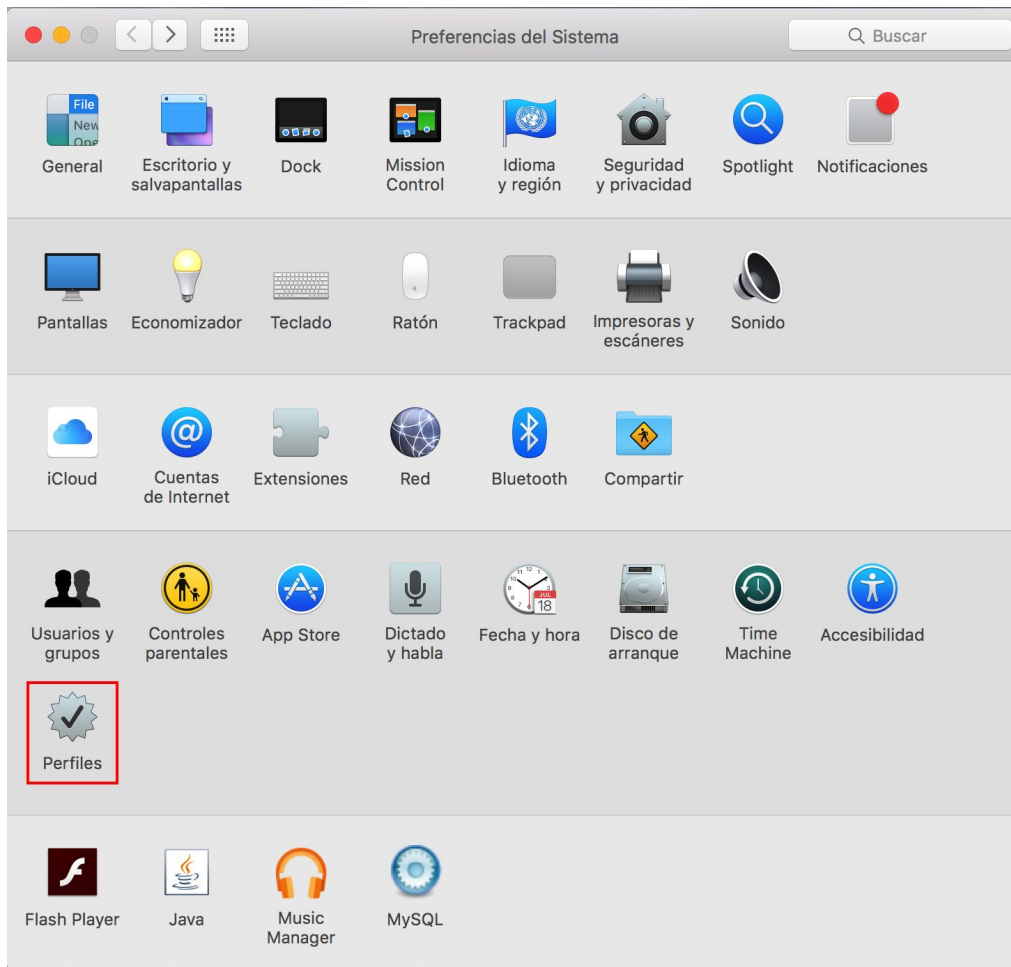 Preferencias del Sistema
Buscar
File
New
Ope
General
Escritorio y
salvapantallas
Dock
Mission
Control
Idioma
y región
Seguridad
y privacidad
Spotlight
Notificaciones
Pantallas
Economizador
Teclado
Ratón
Trackpad
Impresoras y
escáneres
Sonido
iCloud
@
Cuentas
de Internet
Extensiones
Red
Bluetooth
Compartir
Usuarios y
grupos
Controles
parentales
App Store
Dictado
y habla
JUL
18
Fecha y hora
Disco de
arranque
Time
Machine
Accesibilidad
Perfiles
Flash Player
Java
Music
Manager
MySQL